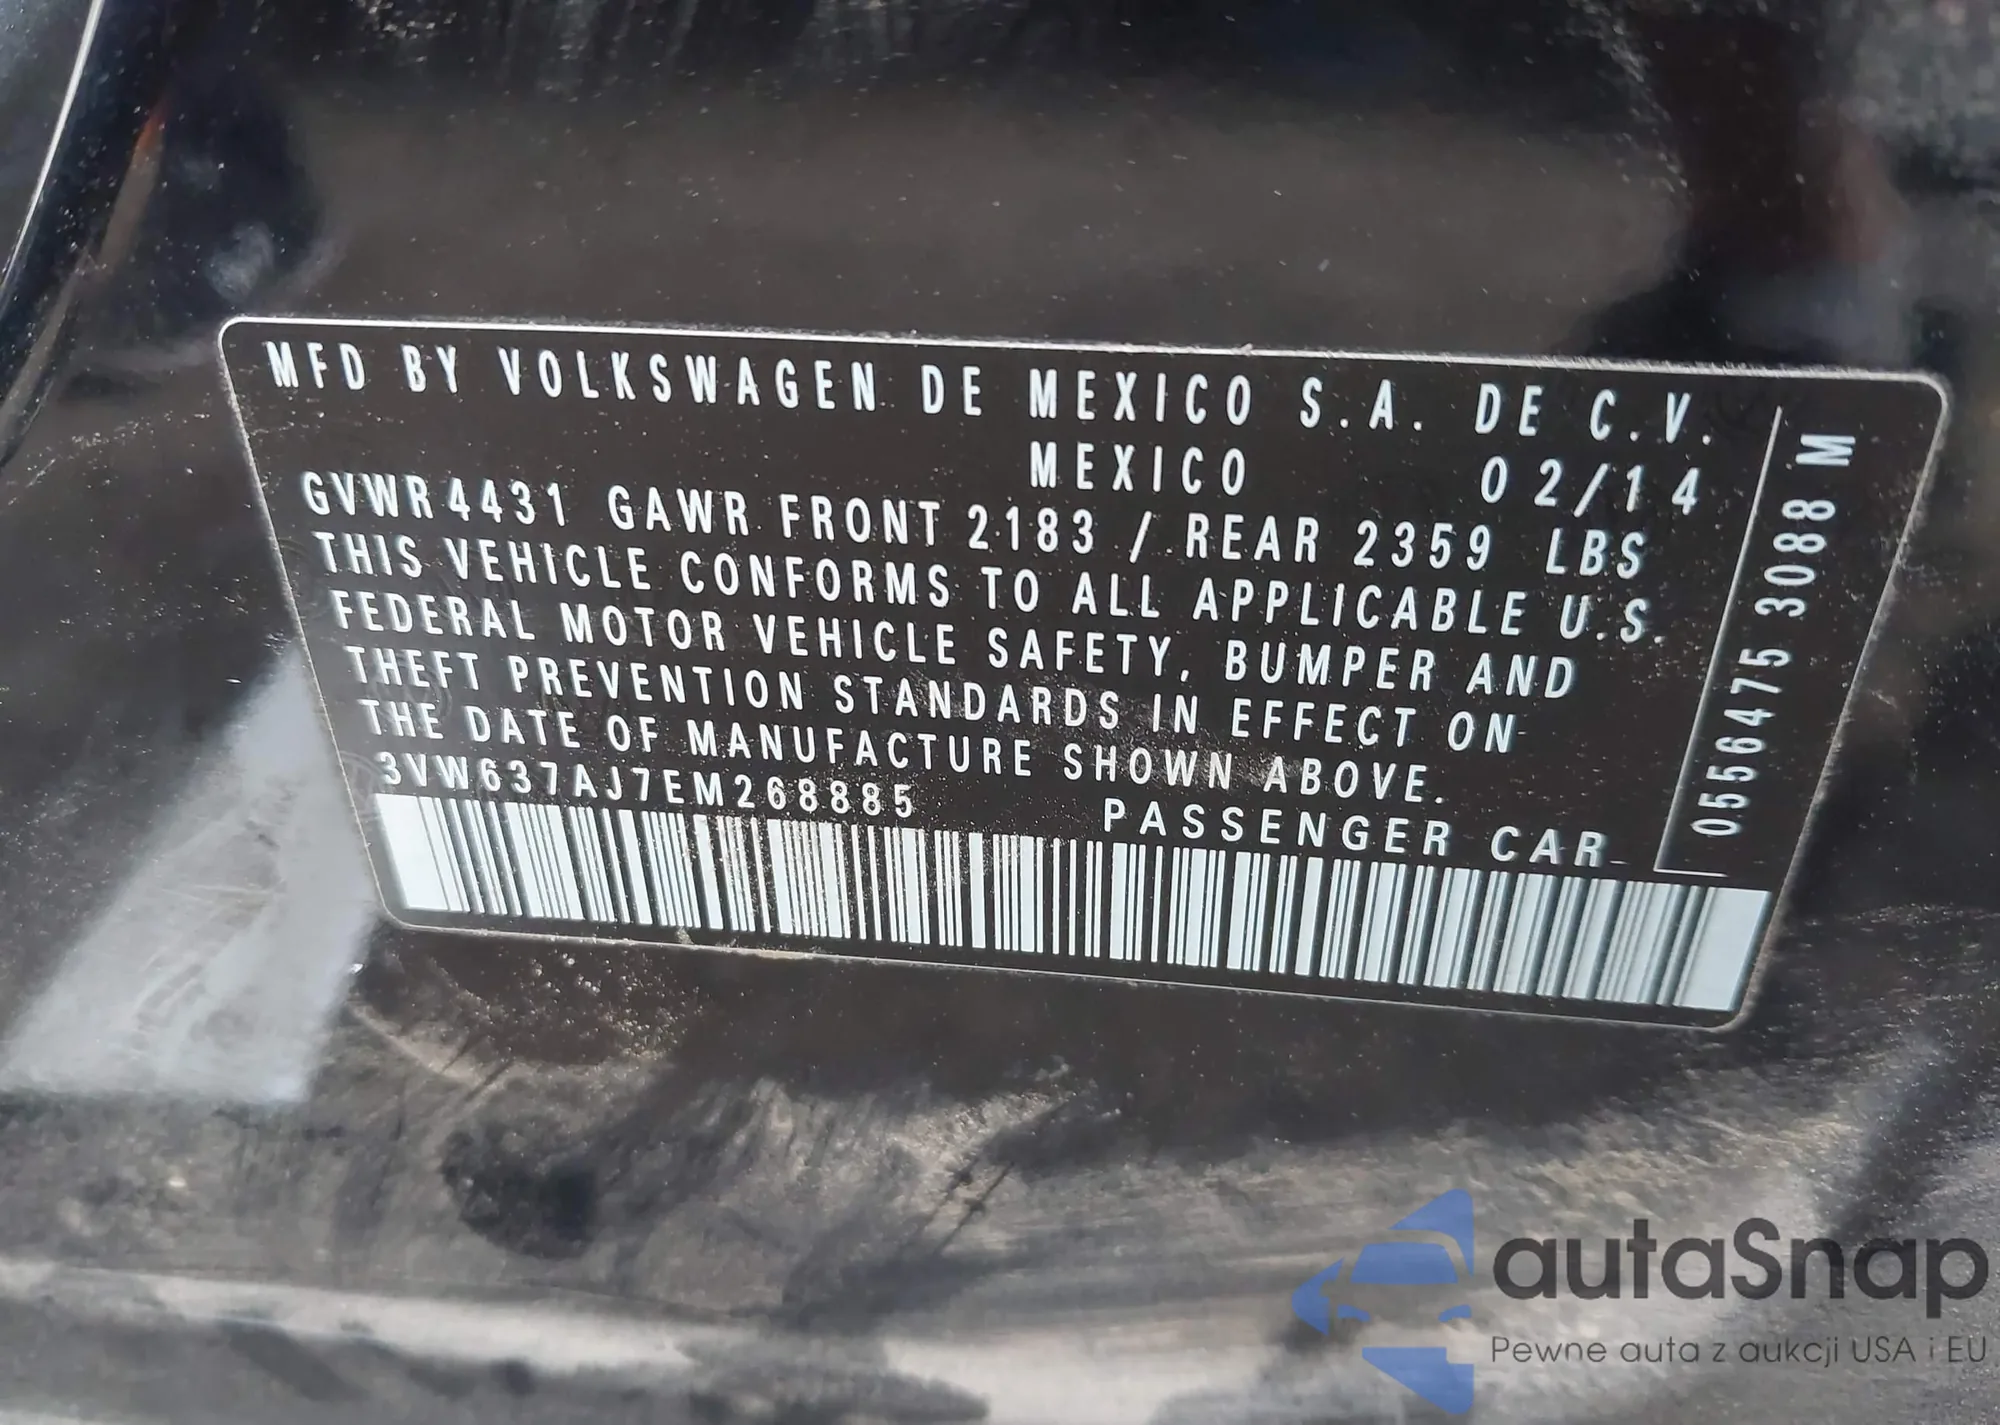 MFD BY VOLKSWAGEN DE MEXICO S.A. DE C.V.
MEXICO 02/14
GVWR 4431 GAWR FRONT 2183 / REAR 2359 LBS
THIS VEHICLE CONFORMS TO ALL APPLICABLE U.S.
FEDERAL MOTOR VEHICLE SAFETY, BUMPER AND
THEFT PREVENTION STANDARDS IN EFFECT ON
THE DATE OF MANUFACTURE SHOWN ABOVE.
3VW637AJ7EM268885 PASSENGER CAR
0556475 3088 M
autaSnap
Pewne auta z aukcji USA i EU